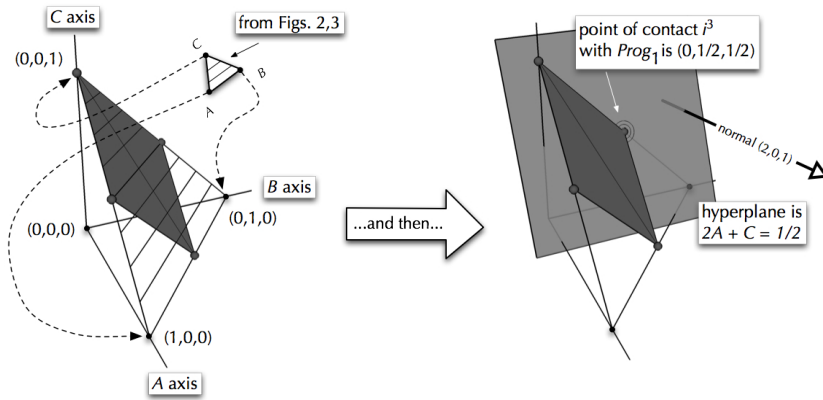 C axis
from Figs. 2,3
(0,0,1)
C
B
A
B axis
(0,1,0)
(0,0,0)
(1,0,0)
A axis
...and then...
point of contact i³
with Prog₁ is (0,1/2,1/2)
normal (2,0,1)
hyperplane is
2A + C = 1/2